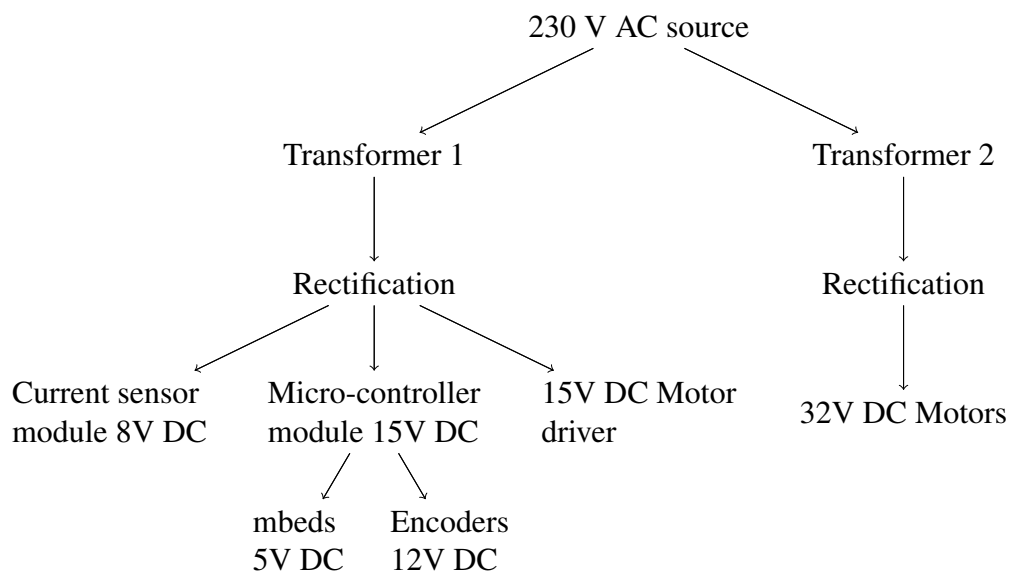 230 V AC source
Transformer 1
Transformer 2
Rectification
Rectification
Current sensor
module 8V DC
Micro-controller
module 15V DC
15V DC Motor
driver
32V DC Motors
mbeds
5V DC
Encoders
12V DC